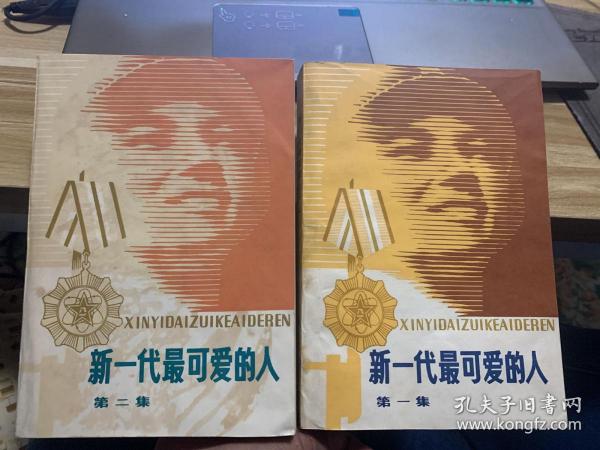 XINYIDAIZUIKEAIDEREN
新一代最可爱的人
第二集
XINYIDAIZUIKEAIDEREN
新一代最可爱的人
第一集
孔夫子旧书网
www.kongfz.com